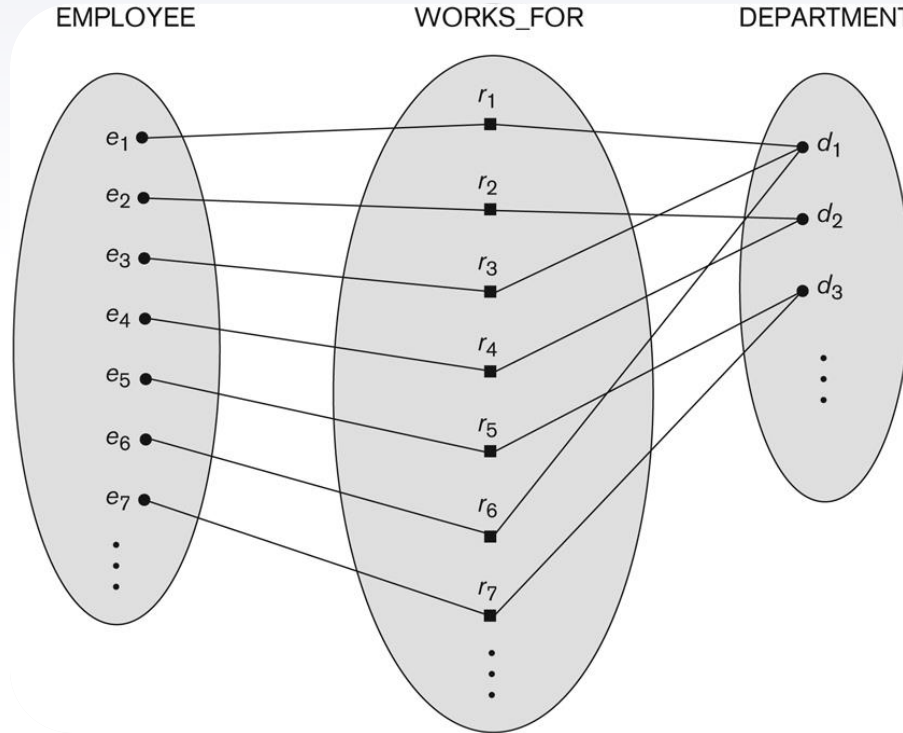 EMPLOYEE WORKS_FOR DEPARTMENT
r1
e1 d1
r2
e2 d2
r3
e3 d3
r4
e4
r5
e5
r6
e6
r7
e7